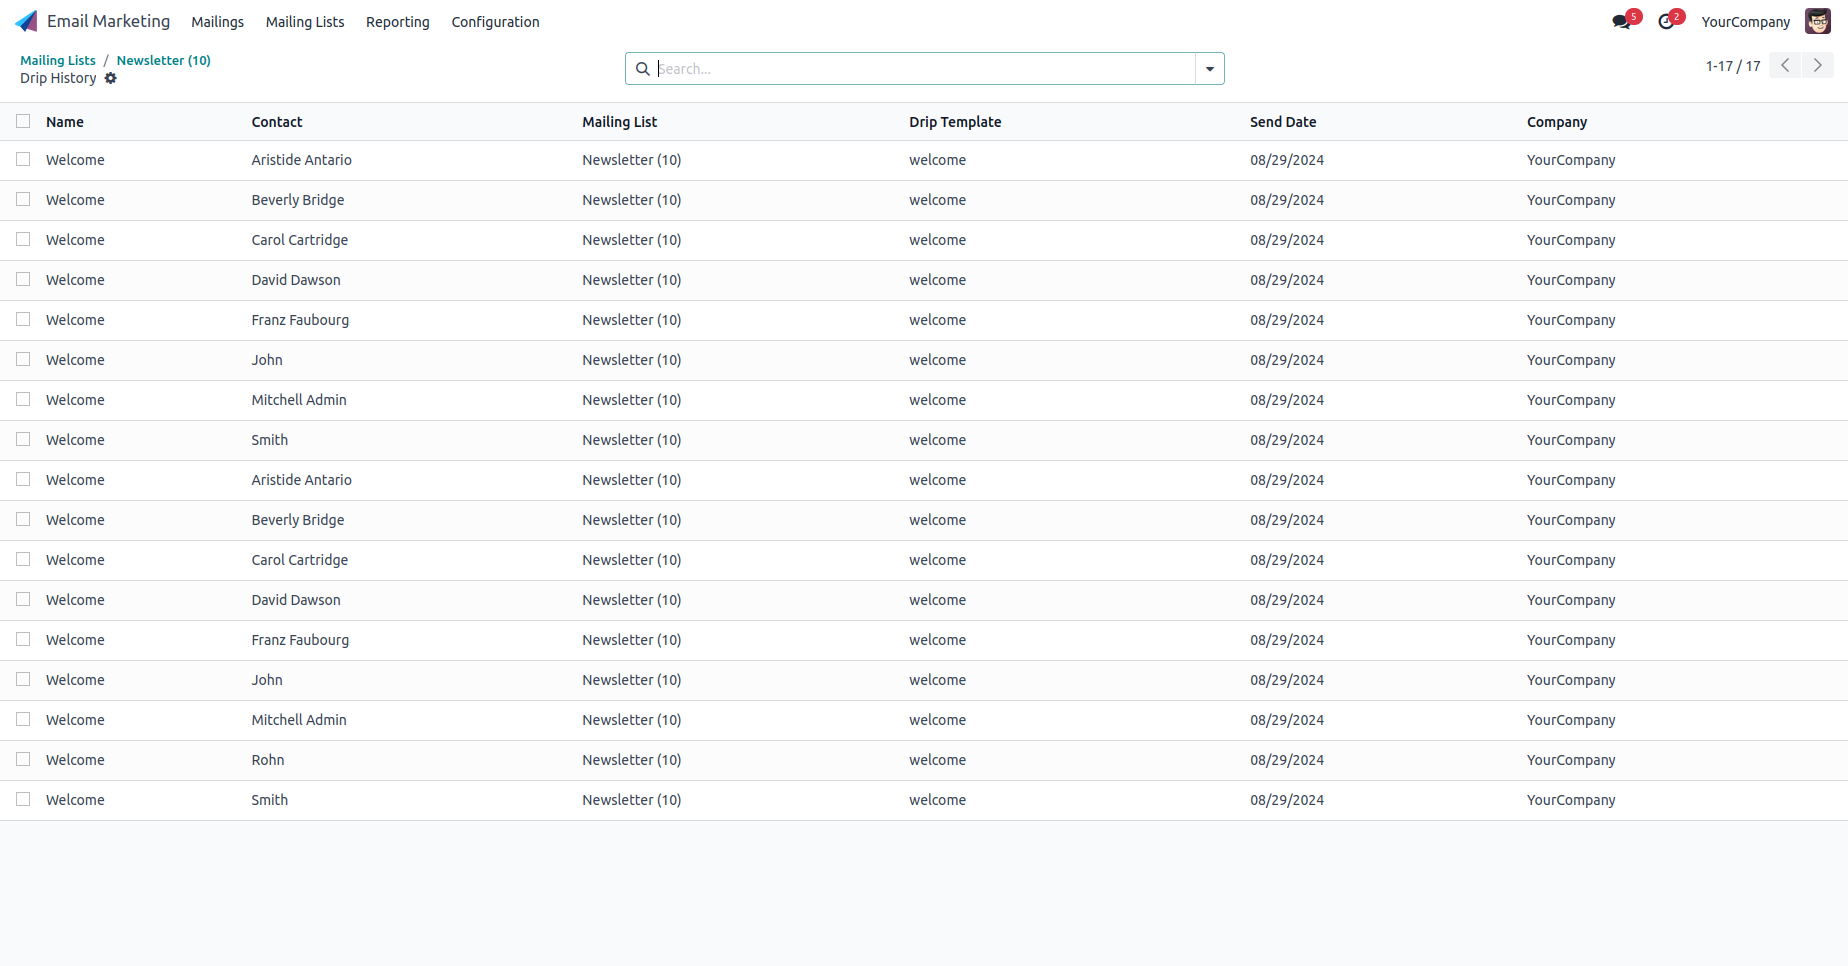 Email Marketing Mailings Mailing Lists Reporting Configuration 5 2 YourCompany
Mailing Lists / Newsletter (10)
Drip History
Search...
1-17 / 17
Name Contact Mailing List Drip Template Send Date Company
Welcome Aristide Antario Newsletter (10) welcome 08/29/2024 YourCompany
Welcome Beverly Bridge Newsletter (10) welcome 08/29/2024 YourCompany
Welcome Carol Cartridge Newsletter (10) welcome 08/29/2024 YourCompany
Welcome David Dawson Newsletter (10) welcome 08/29/2024 YourCompany
Welcome Franz Faubourg Newsletter (10) welcome 08/29/2024 YourCompany
Welcome John Newsletter (10) welcome 08/29/2024 YourCompany
Welcome Mitchell Admin Newsletter (10) welcome 08/29/2024 YourCompany
Welcome Smith Newsletter (10) welcome 08/29/2024 YourCompany
Welcome Aristide Antario Newsletter (10) welcome 08/29/2024 YourCompany
Welcome Beverly Bridge Newsletter (10) welcome 08/29/2024 YourCompany
Welcome Carol Cartridge Newsletter (10) welcome 08/29/2024 YourCompany
Welcome David Dawson Newsletter (10) welcome 08/29/2024 YourCompany
Welcome Franz Faubourg Newsletter (10) welcome 08/29/2024 YourCompany
Welcome John Newsletter (10) welcome 08/29/2024 YourCompany
Welcome Mitchell Admin Newsletter (10) welcome 08/29/2024 YourCompany
Welcome Rohn Newsletter (10) welcome 08/29/2024 YourCompany
Welcome Smith Newsletter (10) welcome 08/29/2024 YourCompany